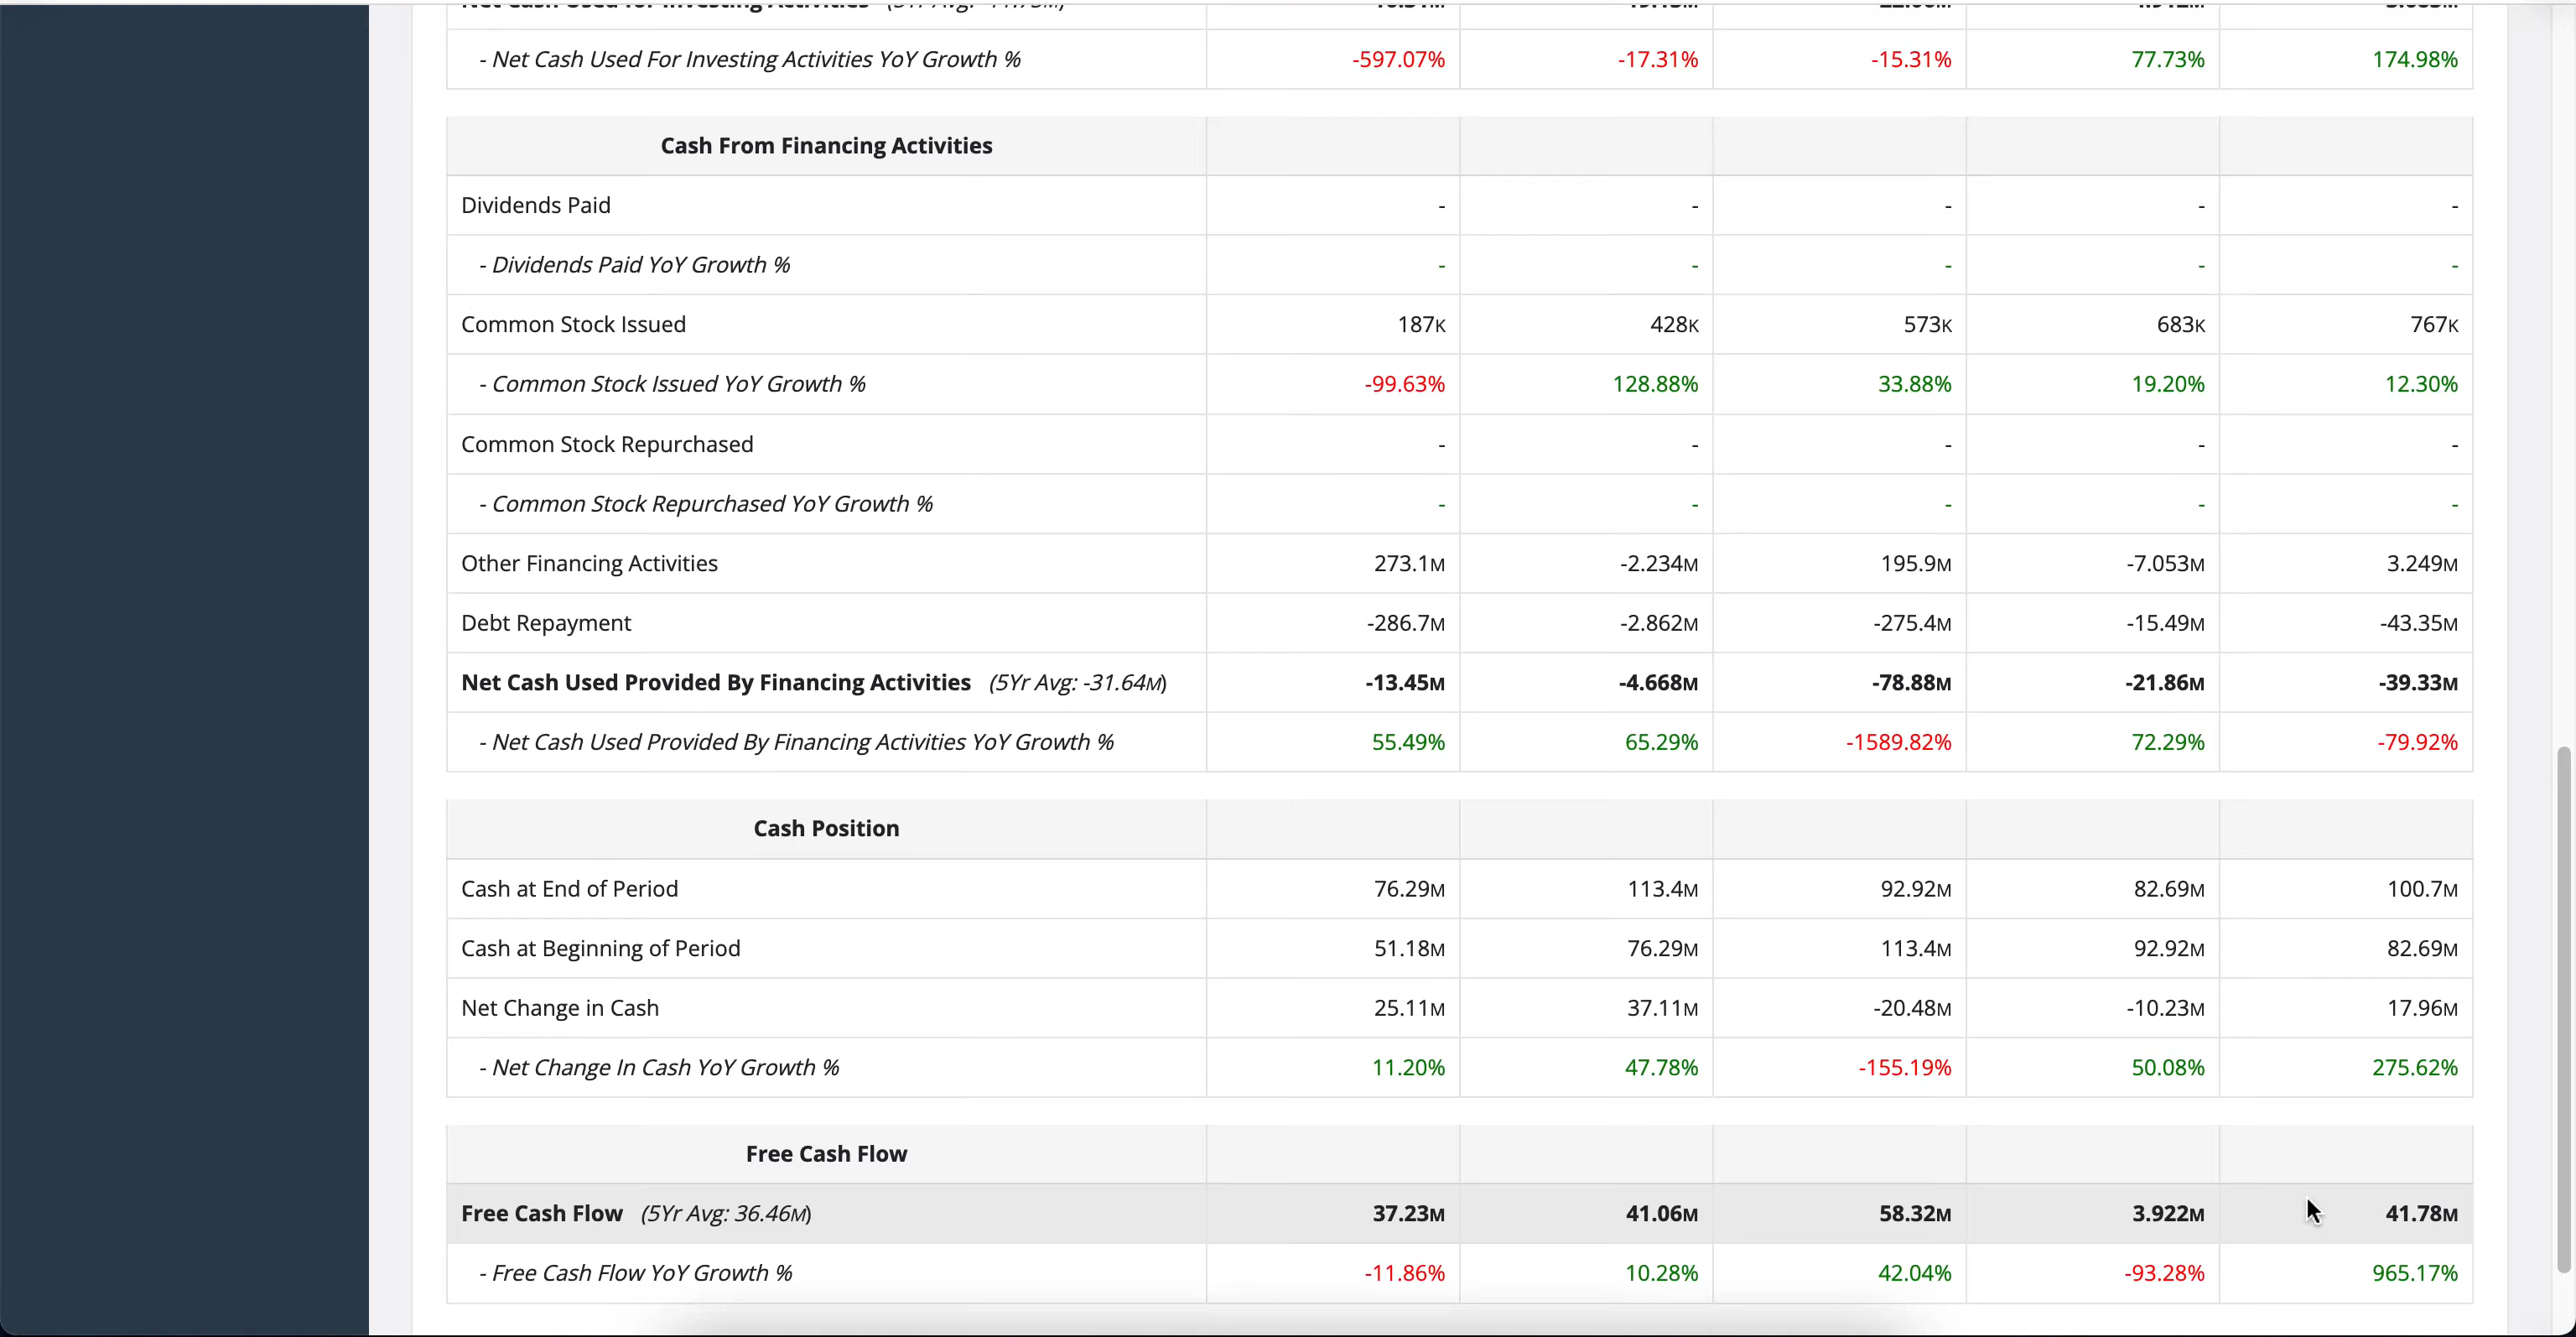 - Net Cash Used For Investing Activities YoY Growth % -597.07% -17.31% -15.31% 77.73% 174.98%
Cash From Financing Activities
Dividends Paid - - - - -
- Dividends Paid YoY Growth % - - - - -
Common Stock Issued 187K 428K 573K 683K 767K
- Common Stock Issued YoY Growth % -99.63% 128.88% 33.88% 19.20% 12.30%
Common Stock Repurchased - - - - -
- Common Stock Repurchased YoY Growth % - - - - -
Other Financing Activities 273.1M -2.234M 195.9M -7.053M 3.249M
Debt Repayment -286.7M -2.862M -275.4M -15.49M -43.35M
Net Cash Used Provided By Financing Activities (5Yr Avg: -31.64M) -13.45M -4.668M -78.88M -21.86M -39.33M
- Net Cash Used Provided By Financing Activities YoY Growth % 55.49% 65.29% -1589.82% 72.29% -79.92%
Cash Position
Cash at End of Period 76.29M 113.4M 92.92M 82.69M 100.7M
Cash at Beginning of Period 51.18M 76.29M 113.4M 92.92M 82.69M
Net Change in Cash 25.11M 37.11M -20.48M -10.23M 17.96M
- Net Change In Cash YoY Growth % 11.20% 47.78% -155.19% 50.08% 275.62%
Free Cash Flow
Free Cash Flow (5Yr Avg: 36.46M) 37.23M 41.06M 58.32M 3.922M 41.78M
- Free Cash Flow YoY Growth % -11.86% 10.28% 42.04% -93.28% 965.17%